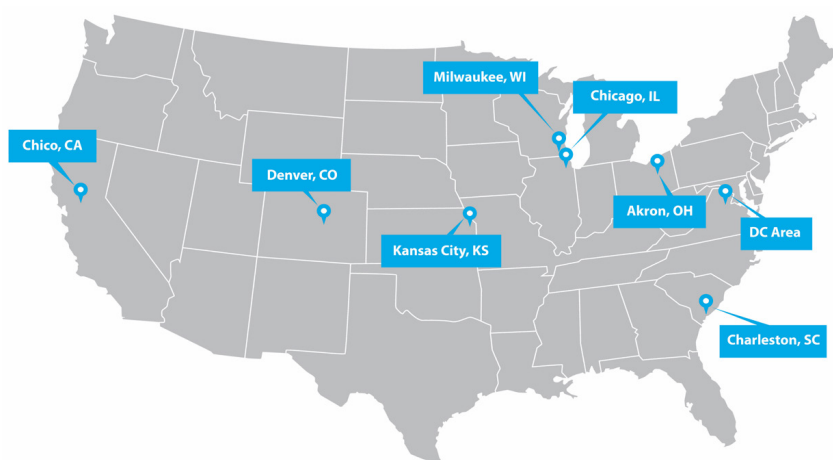 Milwaukee, WI
Chicago, IL
Chico, CA
Denver, CO
Akron, OH
DC Area
Kansas City, KS
Charleston, SC